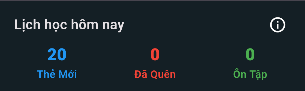 Lịch học hôm nay
20 0 0
Thẻ Mới Đã Quên Ôn Tập